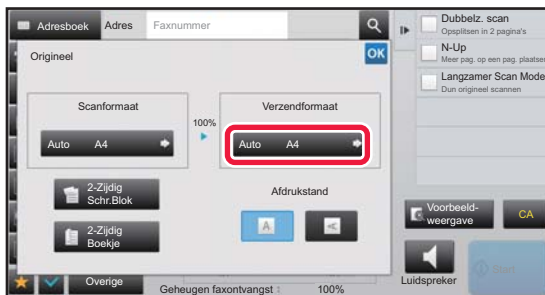 Adresboek Adres Faxnummer
Origineel OK
Scanformaat
100%
Verzendformaat
Auto A4
Auto A4
2-Zijdig
Schr.Blok
2-Zijdig
Boekje
Afdrukstand
A
A
Overige
Geheugen faxontvangst : 100%
Dubbelz. scan
Opsplitsen in 2 pagina's
N-Up
Meer pag. op een pag. plaatsen
Langzamer Scan Mode
Dun origineel scannen
Voorbeeld-
weergave
CA
Luidspreker
Start